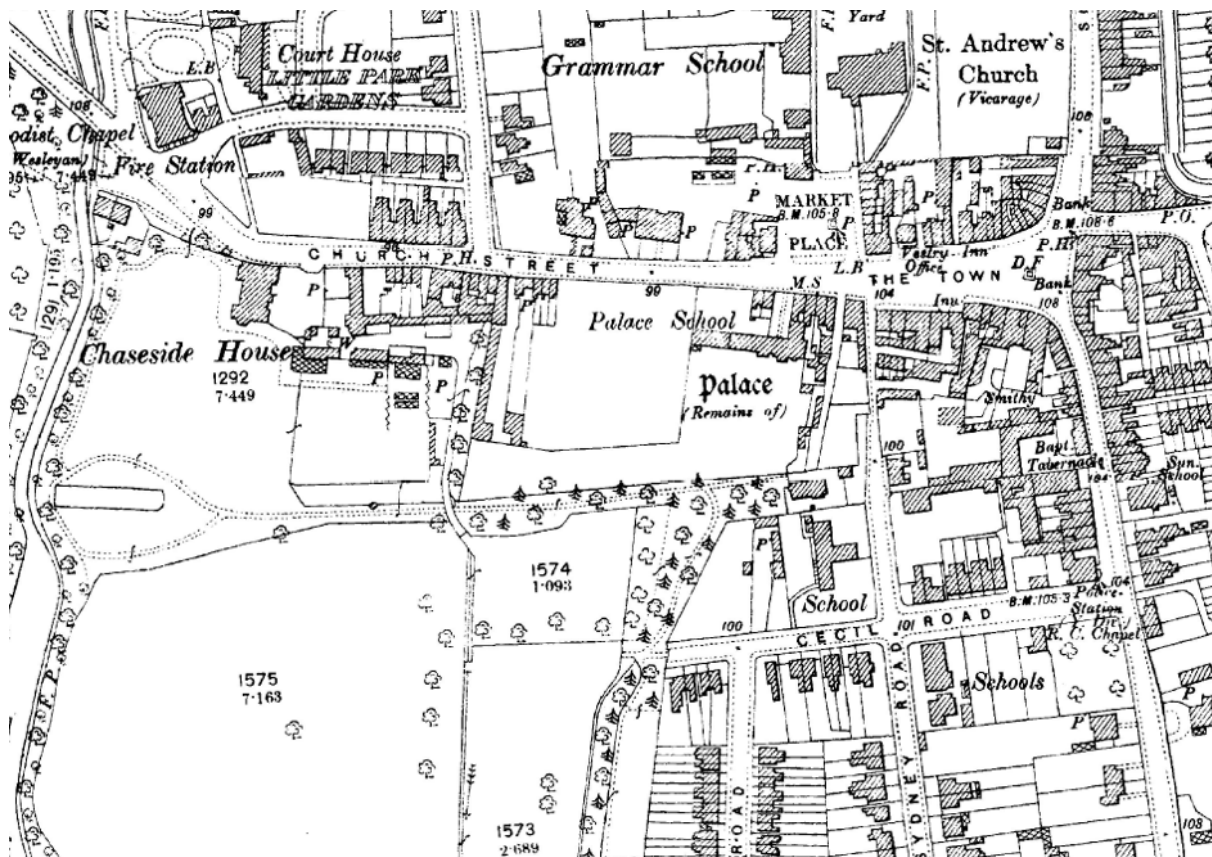 Yard
St. Andrew's
Church
(Vicarage)
Court House
LITTLE PARK
GARDENS
Grammar School
L.B
F.P.
108
108
odist Chapel
Wesleyan)
7·449
Fire Station
P.H.
MARKET
B.M.105·8
PLACE
P
P
P
P
P
Bank
B.M.108·6
P.O.
P.H.
99
98
CHURCH
P.H.
STREET
99
Vestry
Inn
Office
L.B
M.S
THE TOWN
D.F
Bank
104
Inn
108
1195
1291
P
P
Chaseside House
W
P
P
1292
7·449
Palace School
Palace
(Remains of)
Smithy
100
Bapt.
Tabernacle
Sun.
School
1574
1·093
P
School
B.M.105·3
104
Police
Station
R.C. Chapel
100
CECIL ROAD
101
F.P.
1575
7·163
Schools
P
P
1573
2·689
ROAD
SYDNEY ROAD
108